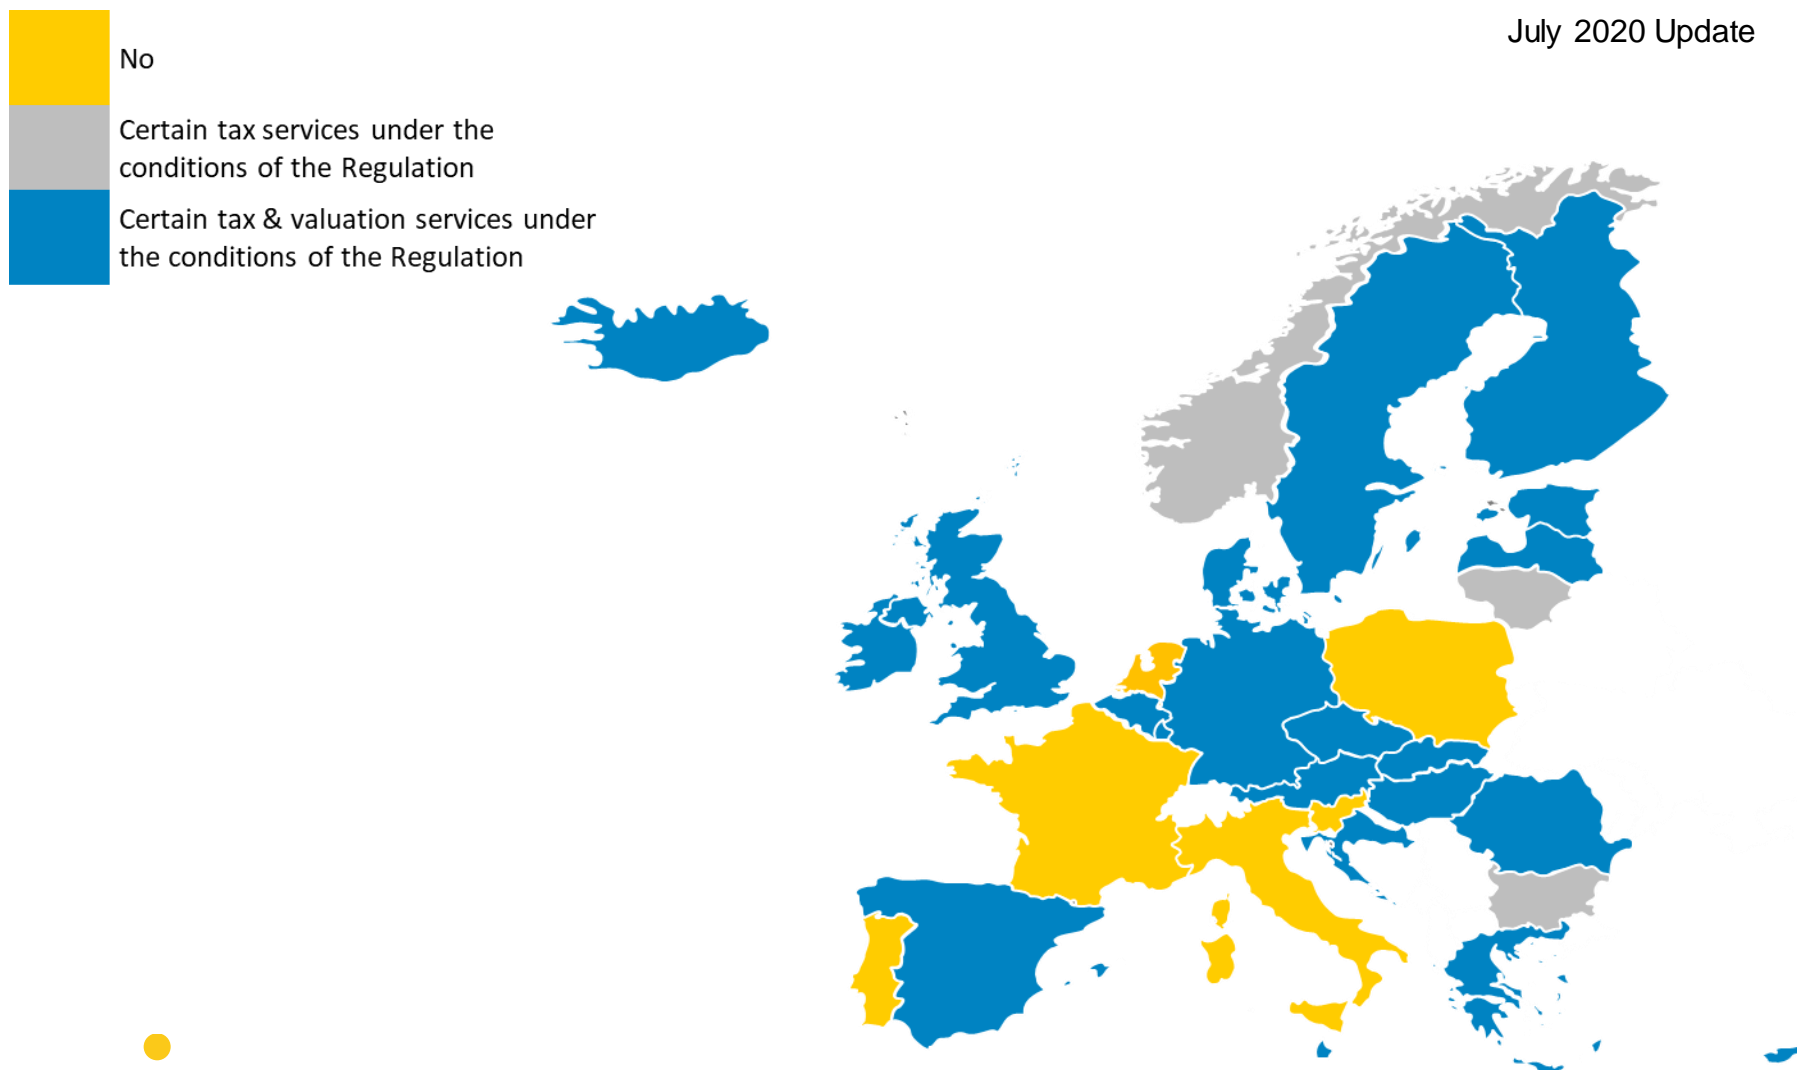 July 2020 Update
No
Certain tax services under the
conditions of the Regulation
Certain tax & valuation services under
the conditions of the Regulation